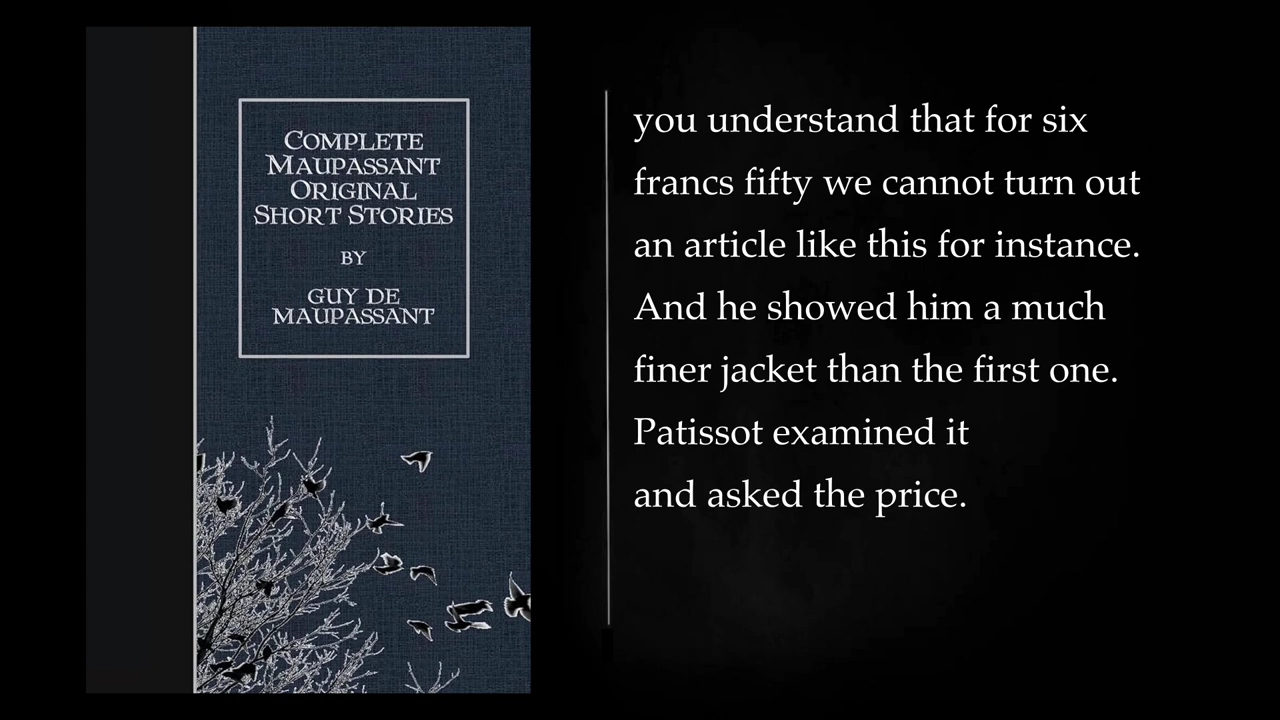 COMPLETE
MAUPASSANT
ORIGINAL
SHORT STORIES
BY
GUY DE
MAUPASSANT
you understand that for six
francs fifty we cannot turn out
an article like this for instance.
And he showed him a much
finer jacket than the first one.
Patissot examined it
and asked the price.